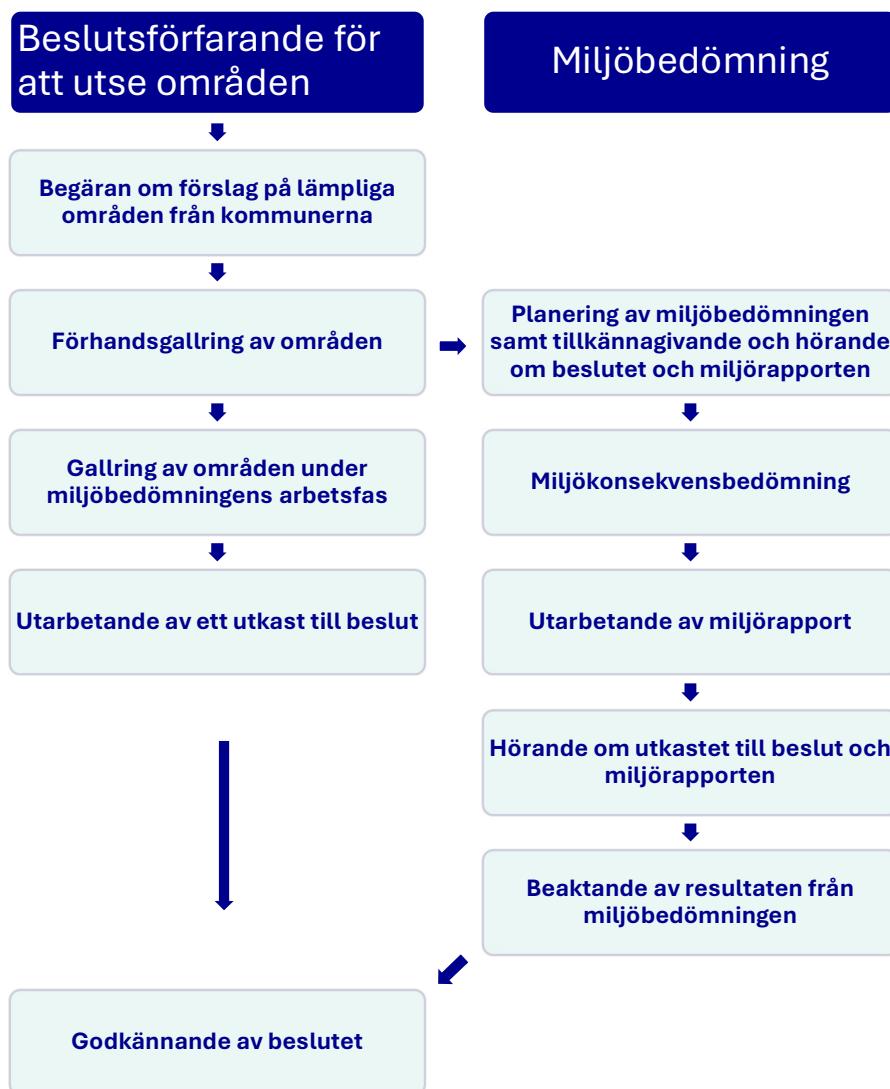 Beslutsförfarande för
att utse områden
Begäran om förslag på lämpliga
områden från kommunerna
Förhandsgallring av områden
Gallring av områden under
miljöbedömningens arbetsfas
Utarbetande av ett utkast till beslut
Godkännande av beslutet
Miljöbedömning
Planering av miljöbedömningen
samt tillkännagivande och hörande
om beslutet och miljörapporten
Miljökonsekvensbedömning
Utarbetande av miljörapport
Hörande om utkastet till beslut och
miljörapporten
Beaktande av resultaten från
miljöbedömningen